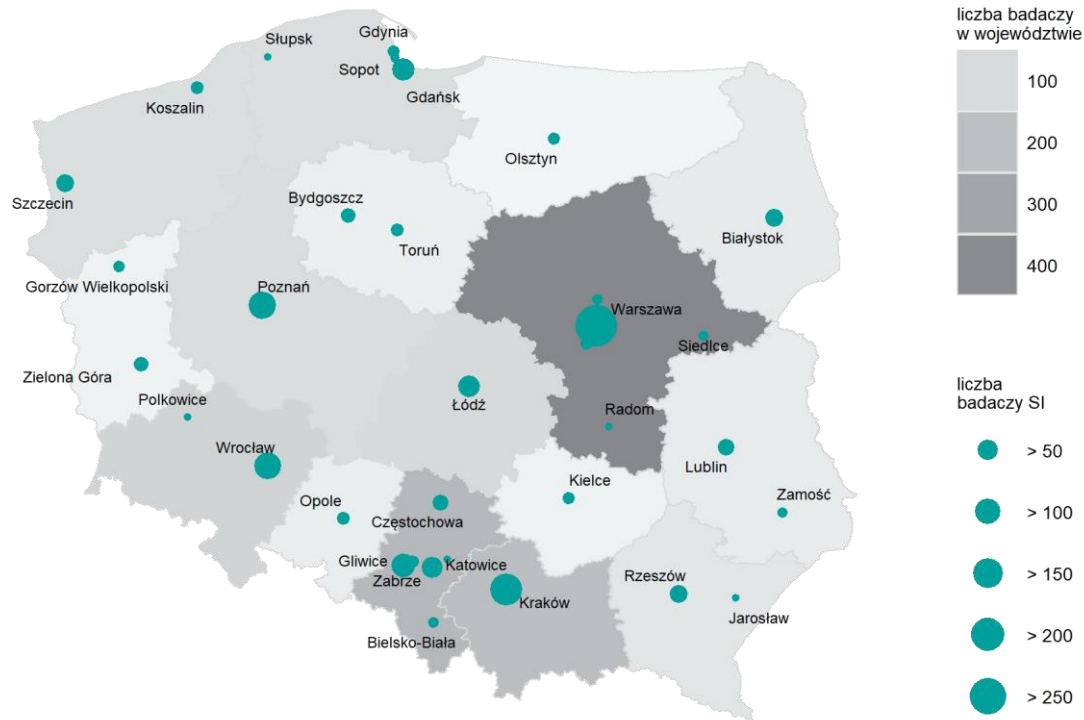 Słupsk
Gdynia
Sopot
Gdańsk
Koszalin
Olsztyn
Szczecin
Bydgoszcz
Toruń
Białystok
Gorzów Wielkopolski
Poznań
Warszawa
Siedlce
Zielona Góra
Polkowice
Łódź
Radom
Wrocław
Lublin
Kielce
Opole
Częstochowa
Zamość
Gliwice
Katowice
Zabrze
Kraków
Rzeszów
Jarosław
Bielsko-Biała
liczba badaczy
w województwie
100
200
300
400
liczba
badaczy SI
> 50
> 100
> 150
> 200
> 250